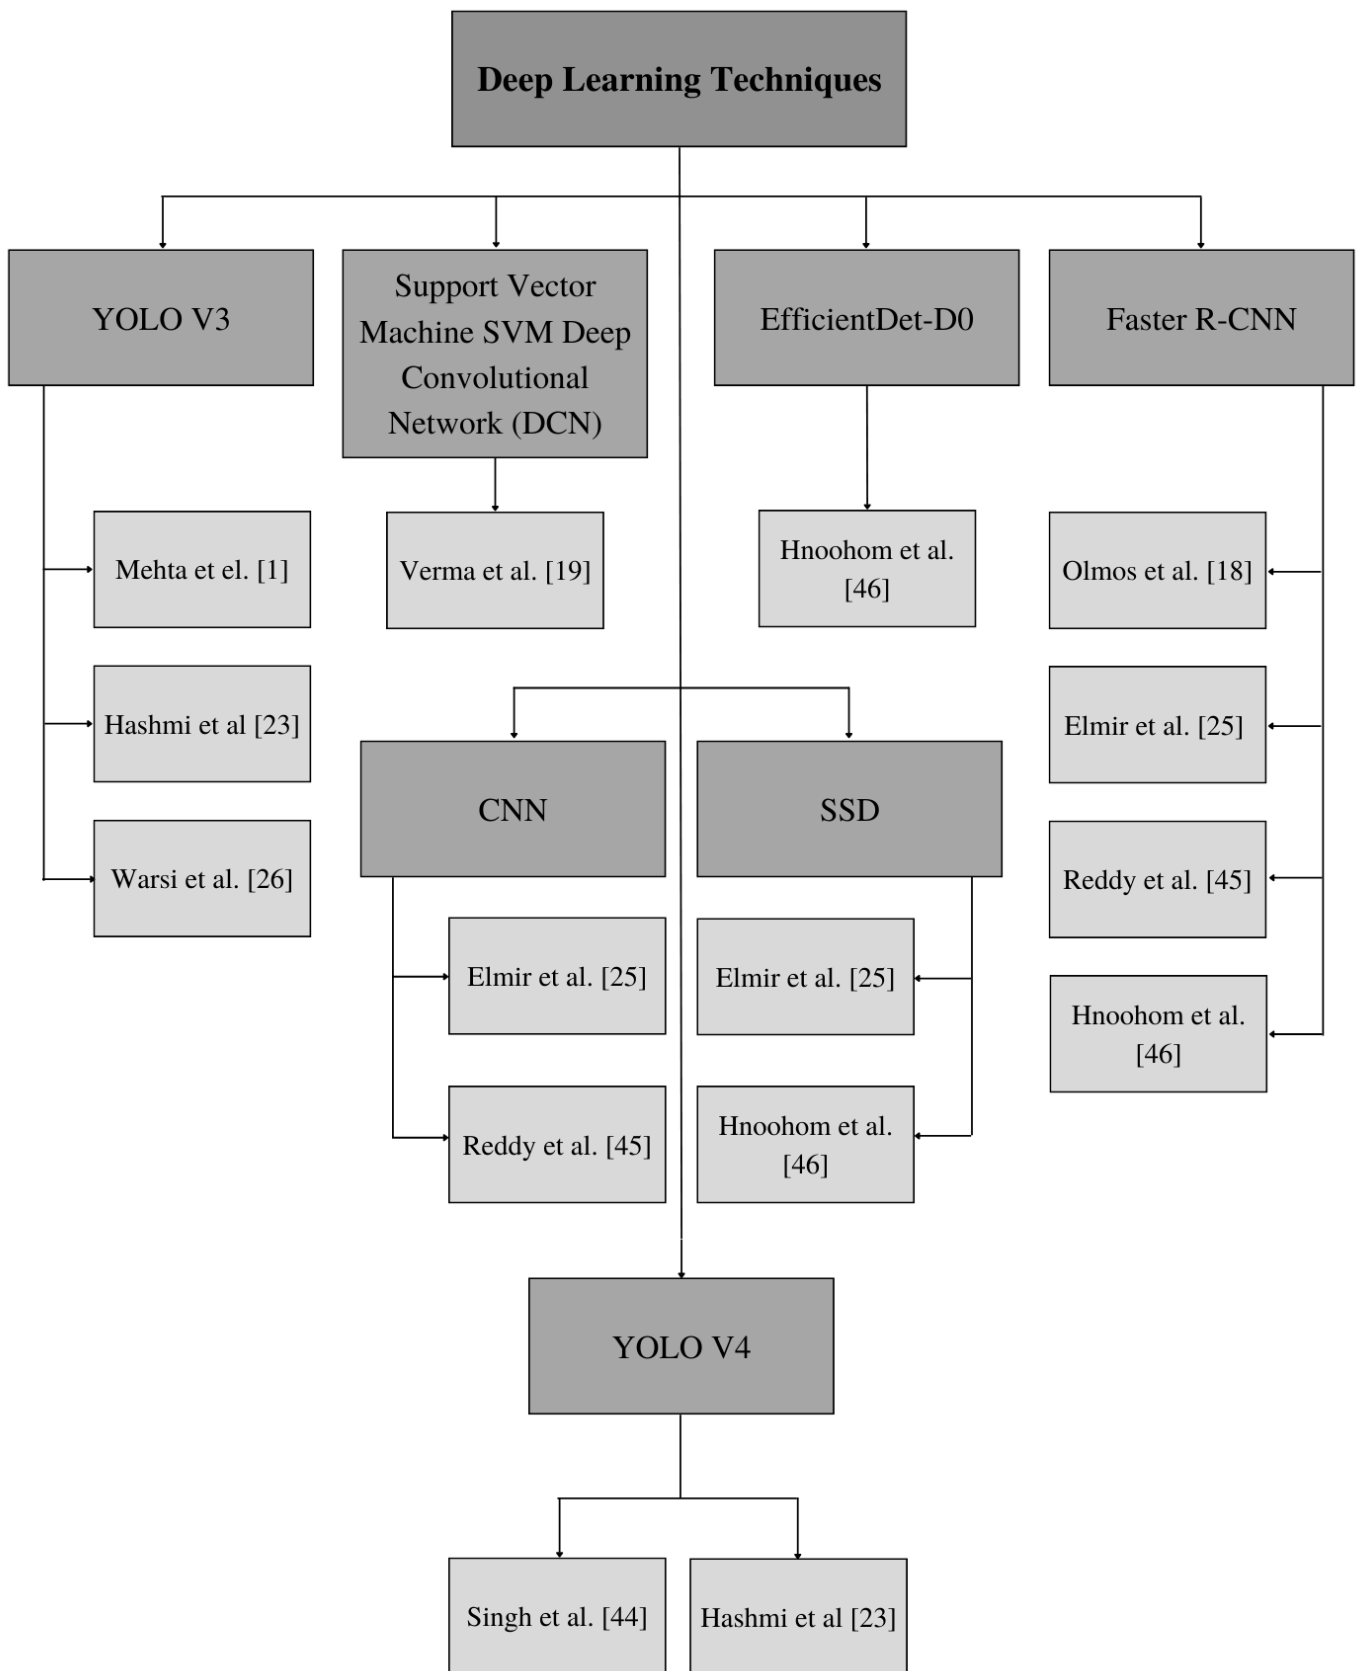 Deep Learning Techniques
YOLO V3
Support Vector
Machine SVM Deep
Convolutional
Network (DCN)
EfficientDet-D0
Faster R-CNN
Mehta et el. [1]
Verma et al. [19]
Hnoohom et al.
[46]
Olmos et al. [18]
Hashmi et al [23]
Elmir et al. [25]
CNN
SSD
Warsi et al. [26]
Reddy et al. [45]
Elmir et al. [25]
Elmir et al. [25]
Hnoohom et al.
[46]
Reddy et al. [45]
Hnoohom et al.
[46]
YOLO V4
Singh et al. [44]
Hashmi et al [23]